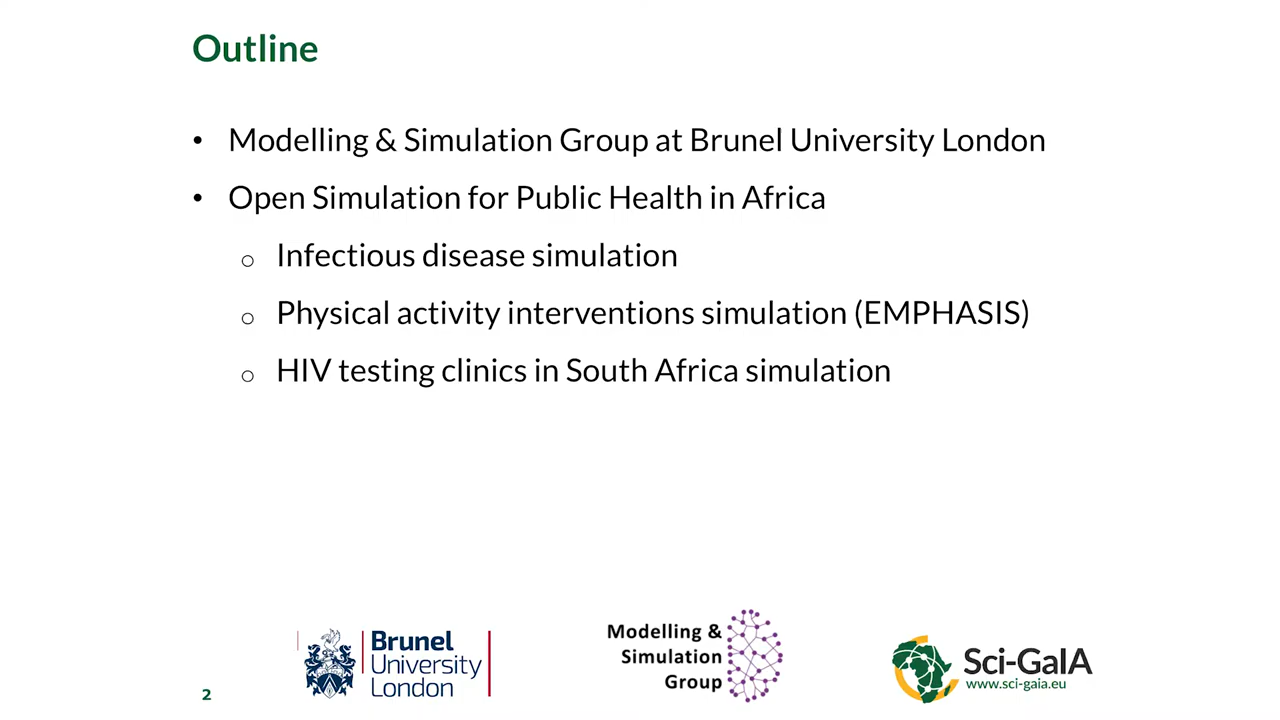 Outline
• Modelling & Simulation Group at Brunel University London
• Open Simulation for Public Health in Africa
o Infectious disease simulation
o Physical activity interventions simulation (EMPHASIS)
o HIV testing clinics in South Africa simulation
2
Brunel
University
London
Modelling &
Simulation
Group
Sci-GaIA
www.sci-gaia.eu